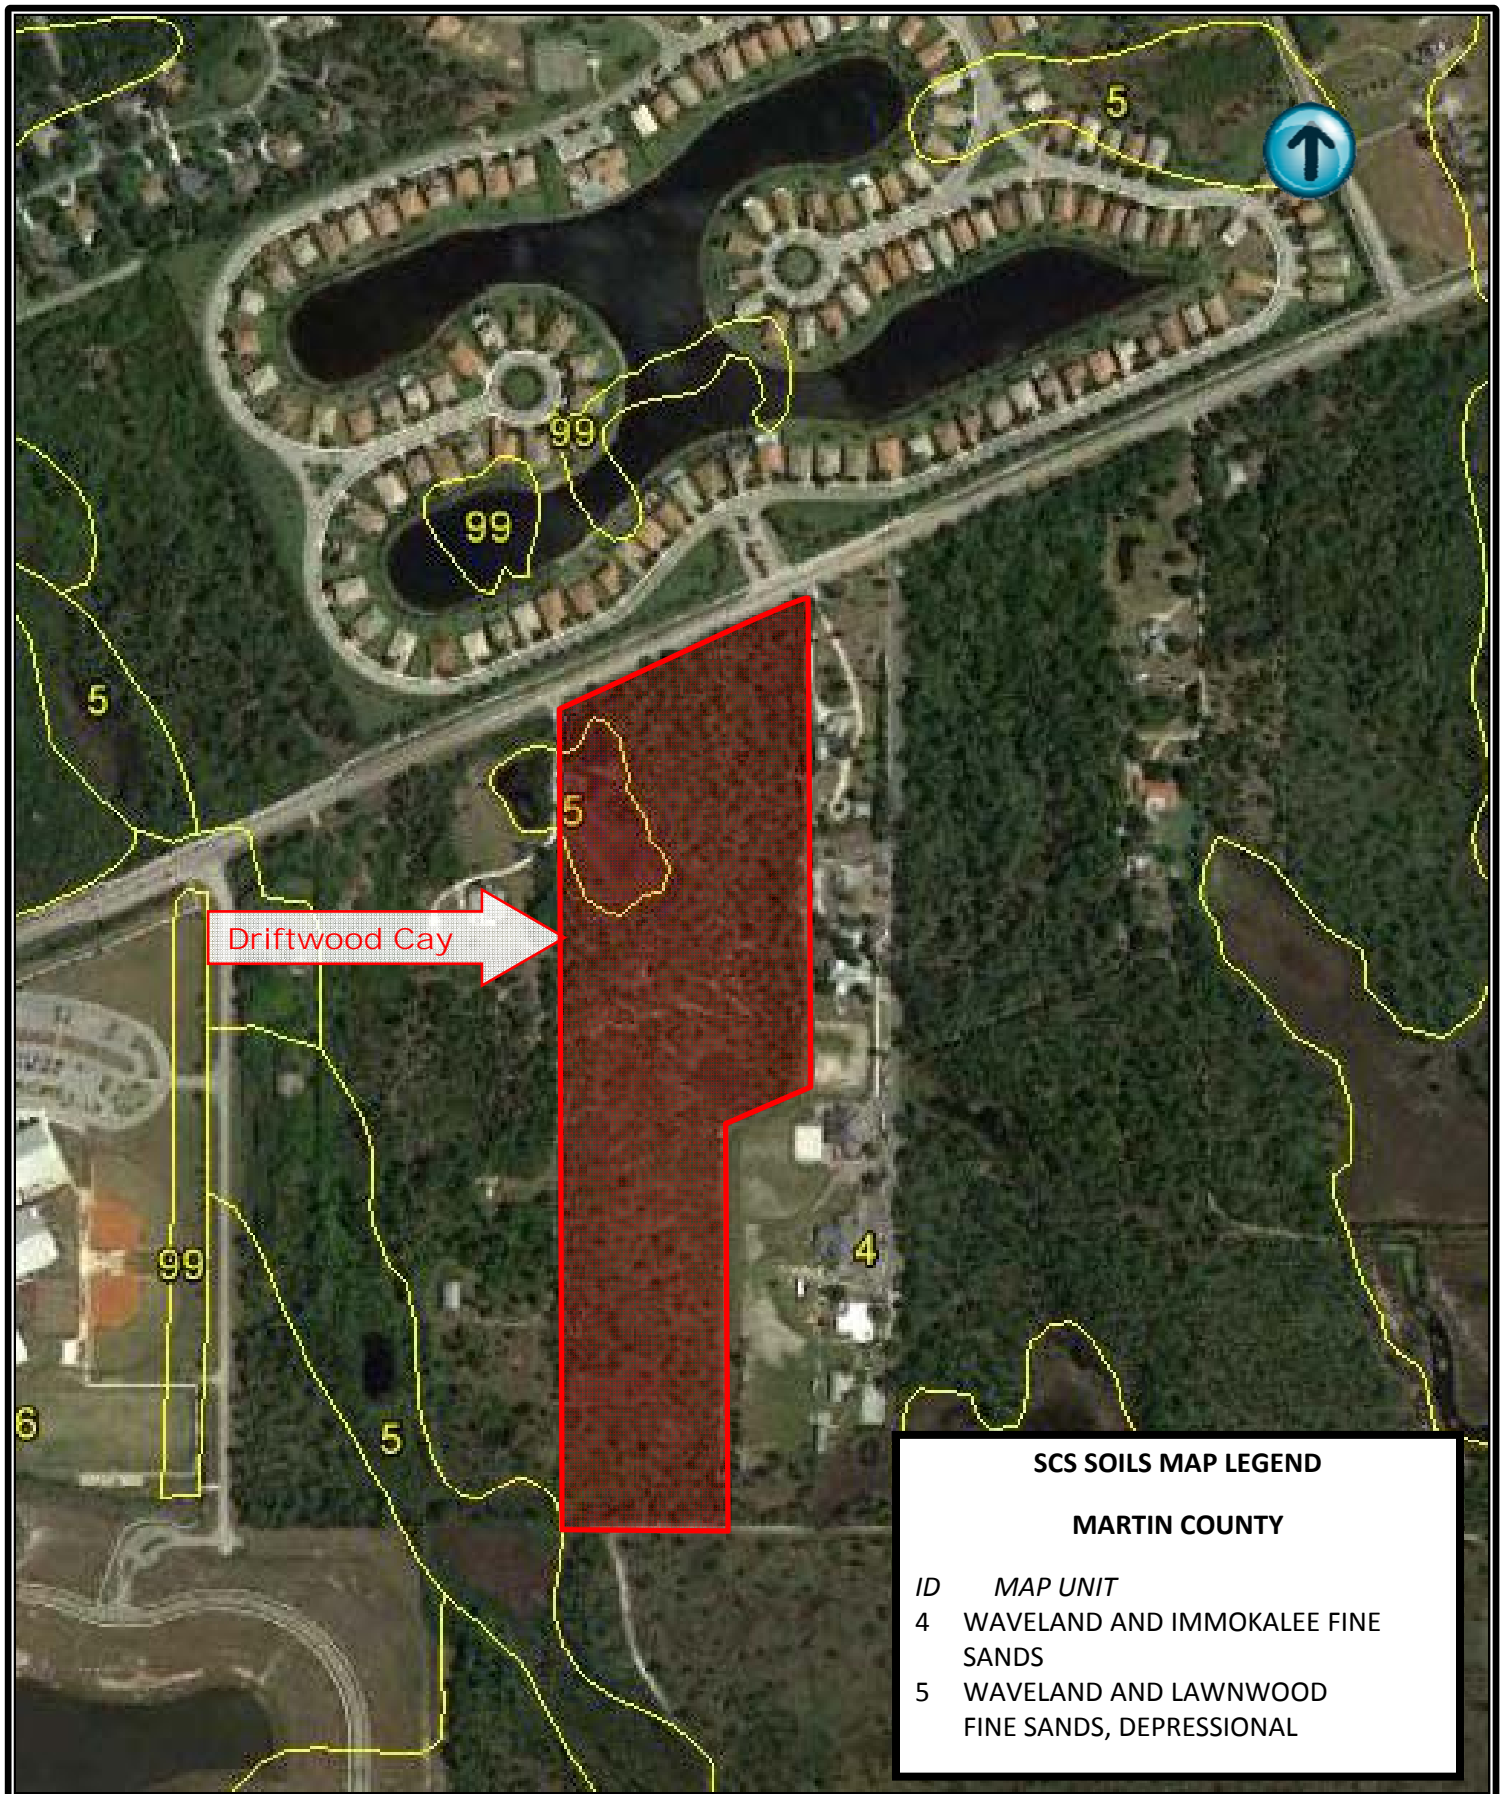 5
99
99
5
5
Driftwood Cay
4
99
6
5
SCS SOILS MAP LEGEND
MARTIN COUNTY
ID MAP UNIT
4 WAVELAND AND IMMOKALEE FINE
SANDS
5 WAVELAND AND LAWNWOOD
FINE SANDS, DEPRESSIONAL